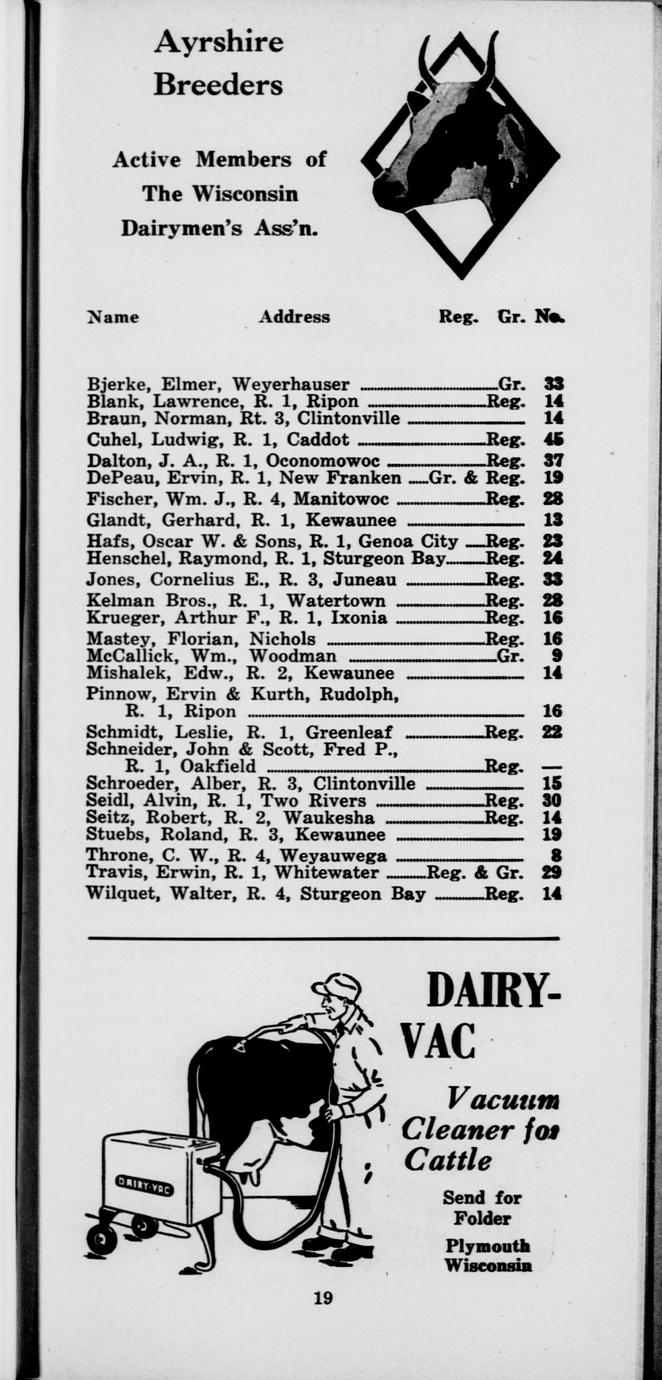 Ayrshire
Breeders
Active Members of
The Wisconsin
Dairymen's Ass'n.
Name Address Reg. Gr. No.
Bjerke, Elmer, Weyerhauser ........Gr. 33
Blank, Lawrence, R. 1, Ripon ........Reg. 14
Braun, Norman, Rt. 3, Clintonville ........ 14
Cuhel, Ludwig, R. 1, Caddot ........Reg. 45
Dalton, J. A., R. 1, Oconomowoc ........Reg. 37
DePeau, Ervin, R. 1, New Franken ....Gr. & Reg. 19
Fischer, Wm. J., R. 4, Manitowoc ........Reg. 28
Glandt, Gerhard, R. 1, Kewaunee ........ 13
Hafs, Oscar W. & Sons, R. 1, Genoa City ....Reg. 23
Henschel, Raymond, R. 1, Sturgeon Bay........Reg. 24
Jones, Cornelius E., R. 3, Juneau ........Reg. 33
Kelman Bros., R. 1, Watertown ........Reg. 28
Krueger, Arthur F., R. 1, Ixonia ........Reg. 16
Mastey, Florian, Nichols ........Reg. 16
McCallick, Wm., Woodman ........Gr. 9
Mishalek, Edw., R. 2, Kewaunee ........ 14
Pinnow, Ervin & Kurth, Rudolph,
R. 1, Ripon ........ 16
Schmidt, Leslie, R. 1, Greenleaf ........Reg. 22
Schneider, John & Scott, Fred P.,
R. 1, Oakfield ........Reg. —
Schroeder, Alber, R. 3, Clintonville ........ 15
Seidl, Alvin, R. 1, Two Rivers ........Reg. 30
Seitz, Robert, R. 2, Waukesha ........Reg. 14
Stuebs, Roland, R. 3, Kewaunee ........ 19
Throne, C. W., R. 4, Weyauwega ........ 8
Travis, Erwin, R. 1, Whitewater ........Reg. & Gr. 29
Wilquet, Walter, R. 4, Sturgeon Bay ........Reg. 14
DAIRY-
VAC
Vacuum
Cleaner for
Cattle
Send for
Folder
Plymouth
Wisconsin
DAIRY-VAC
19